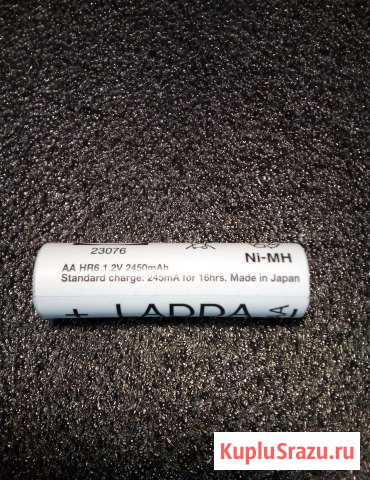 23076
Ni-MH
AA HR6 1.2V 2450mAh
Standard charge: 245mA for 16hrs. Made in Japan
+ LADDA
KupluSrazu.ru